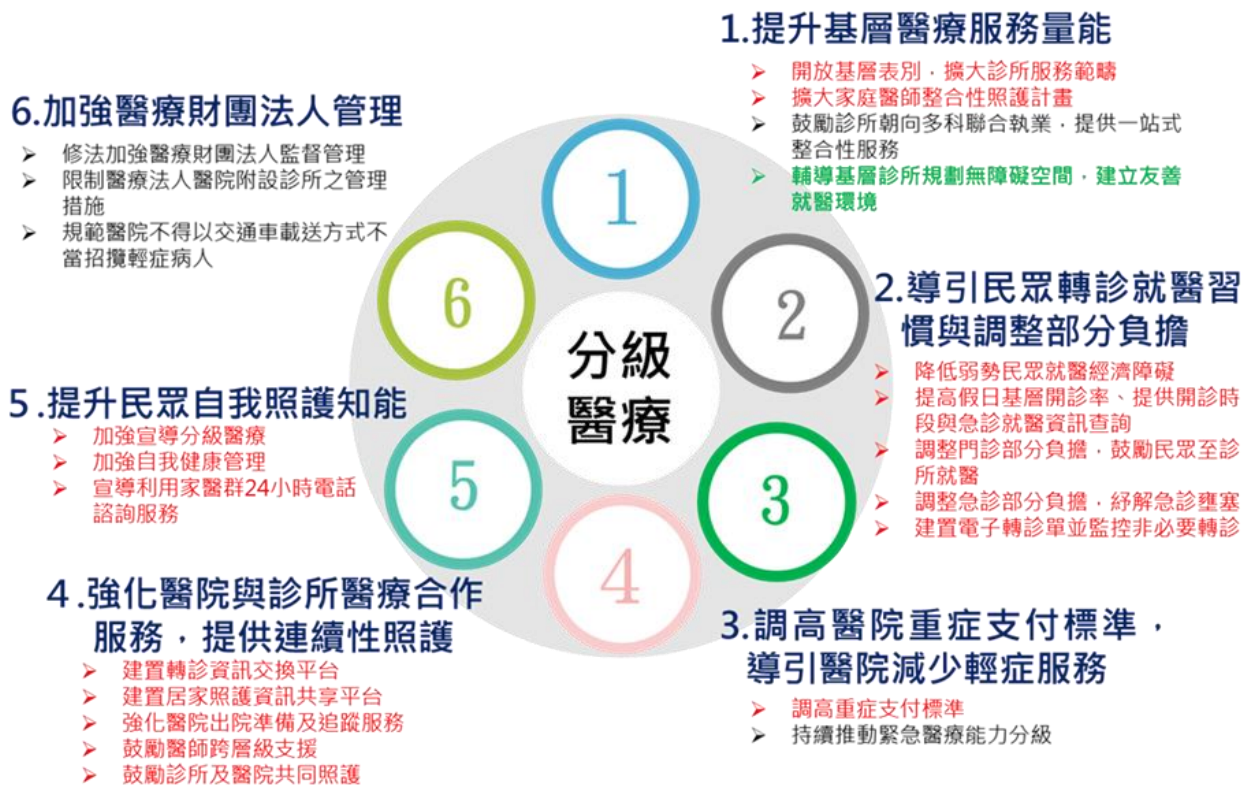 1.提升基層醫療服務量能
➢ 開放基層表別，擴大診所服務範疇
➢ 擴大家庭醫師整合性照護計畫
➢ 鼓勵診所朝向多科聯合執業，提供一站式
整合性服務
➢ 輔導基層診所規劃無障礙空間，建立友善
就醫環境
2.導引民眾轉診就醫習
慣與調整部分負擔
➢ 降低弱勢民眾就醫經濟障礙
➢ 提高假日基層開診率、提供開診時
段與急診就醫資訊查詢
➢ 調整門診部分負擔，鼓勵民眾至診
所就醫
➢ 調整急診部分負擔，紓解急診壅塞
➢ 建置電子轉診單並監控非必要轉診
3.調高醫院重症支付標準，
導引醫院減少輕症服務
➢ 調高重症支付標準
➢ 持續推動緊急醫療能力分級
4.強化醫院與診所醫療合作
服務，提供連續性照護
➢ 建置轉診資訊交換平台
➢ 建置居家照護資訊共享平台
➢ 強化醫院出院準備及追蹤服務
➢ 鼓勵醫師跨層級支援
➢ 鼓勵診所及醫院共同照護
5.提升民眾自我照護知能
➢ 加強宣導分級醫療
➢ 加強自我健康管理
➢ 宣導利用家醫群24小時電話
諮詢服務
6.加強醫療財團法人管理
➢ 修法加強醫療財團法人監督管理
➢ 限制醫療法人醫院附設診所之管理
措施
➢ 規範醫院不得以交通車載送方式不
當招攬輕症病人
分級
醫療
1
2
3
4
5
6